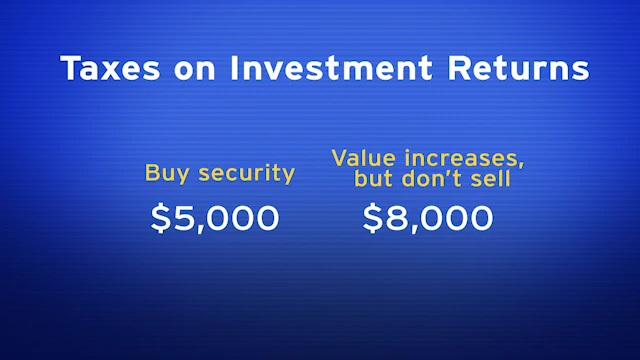 Taxes on Investment Returns
Buy security
$5,000
Value increases,
but don't sell
$8,000